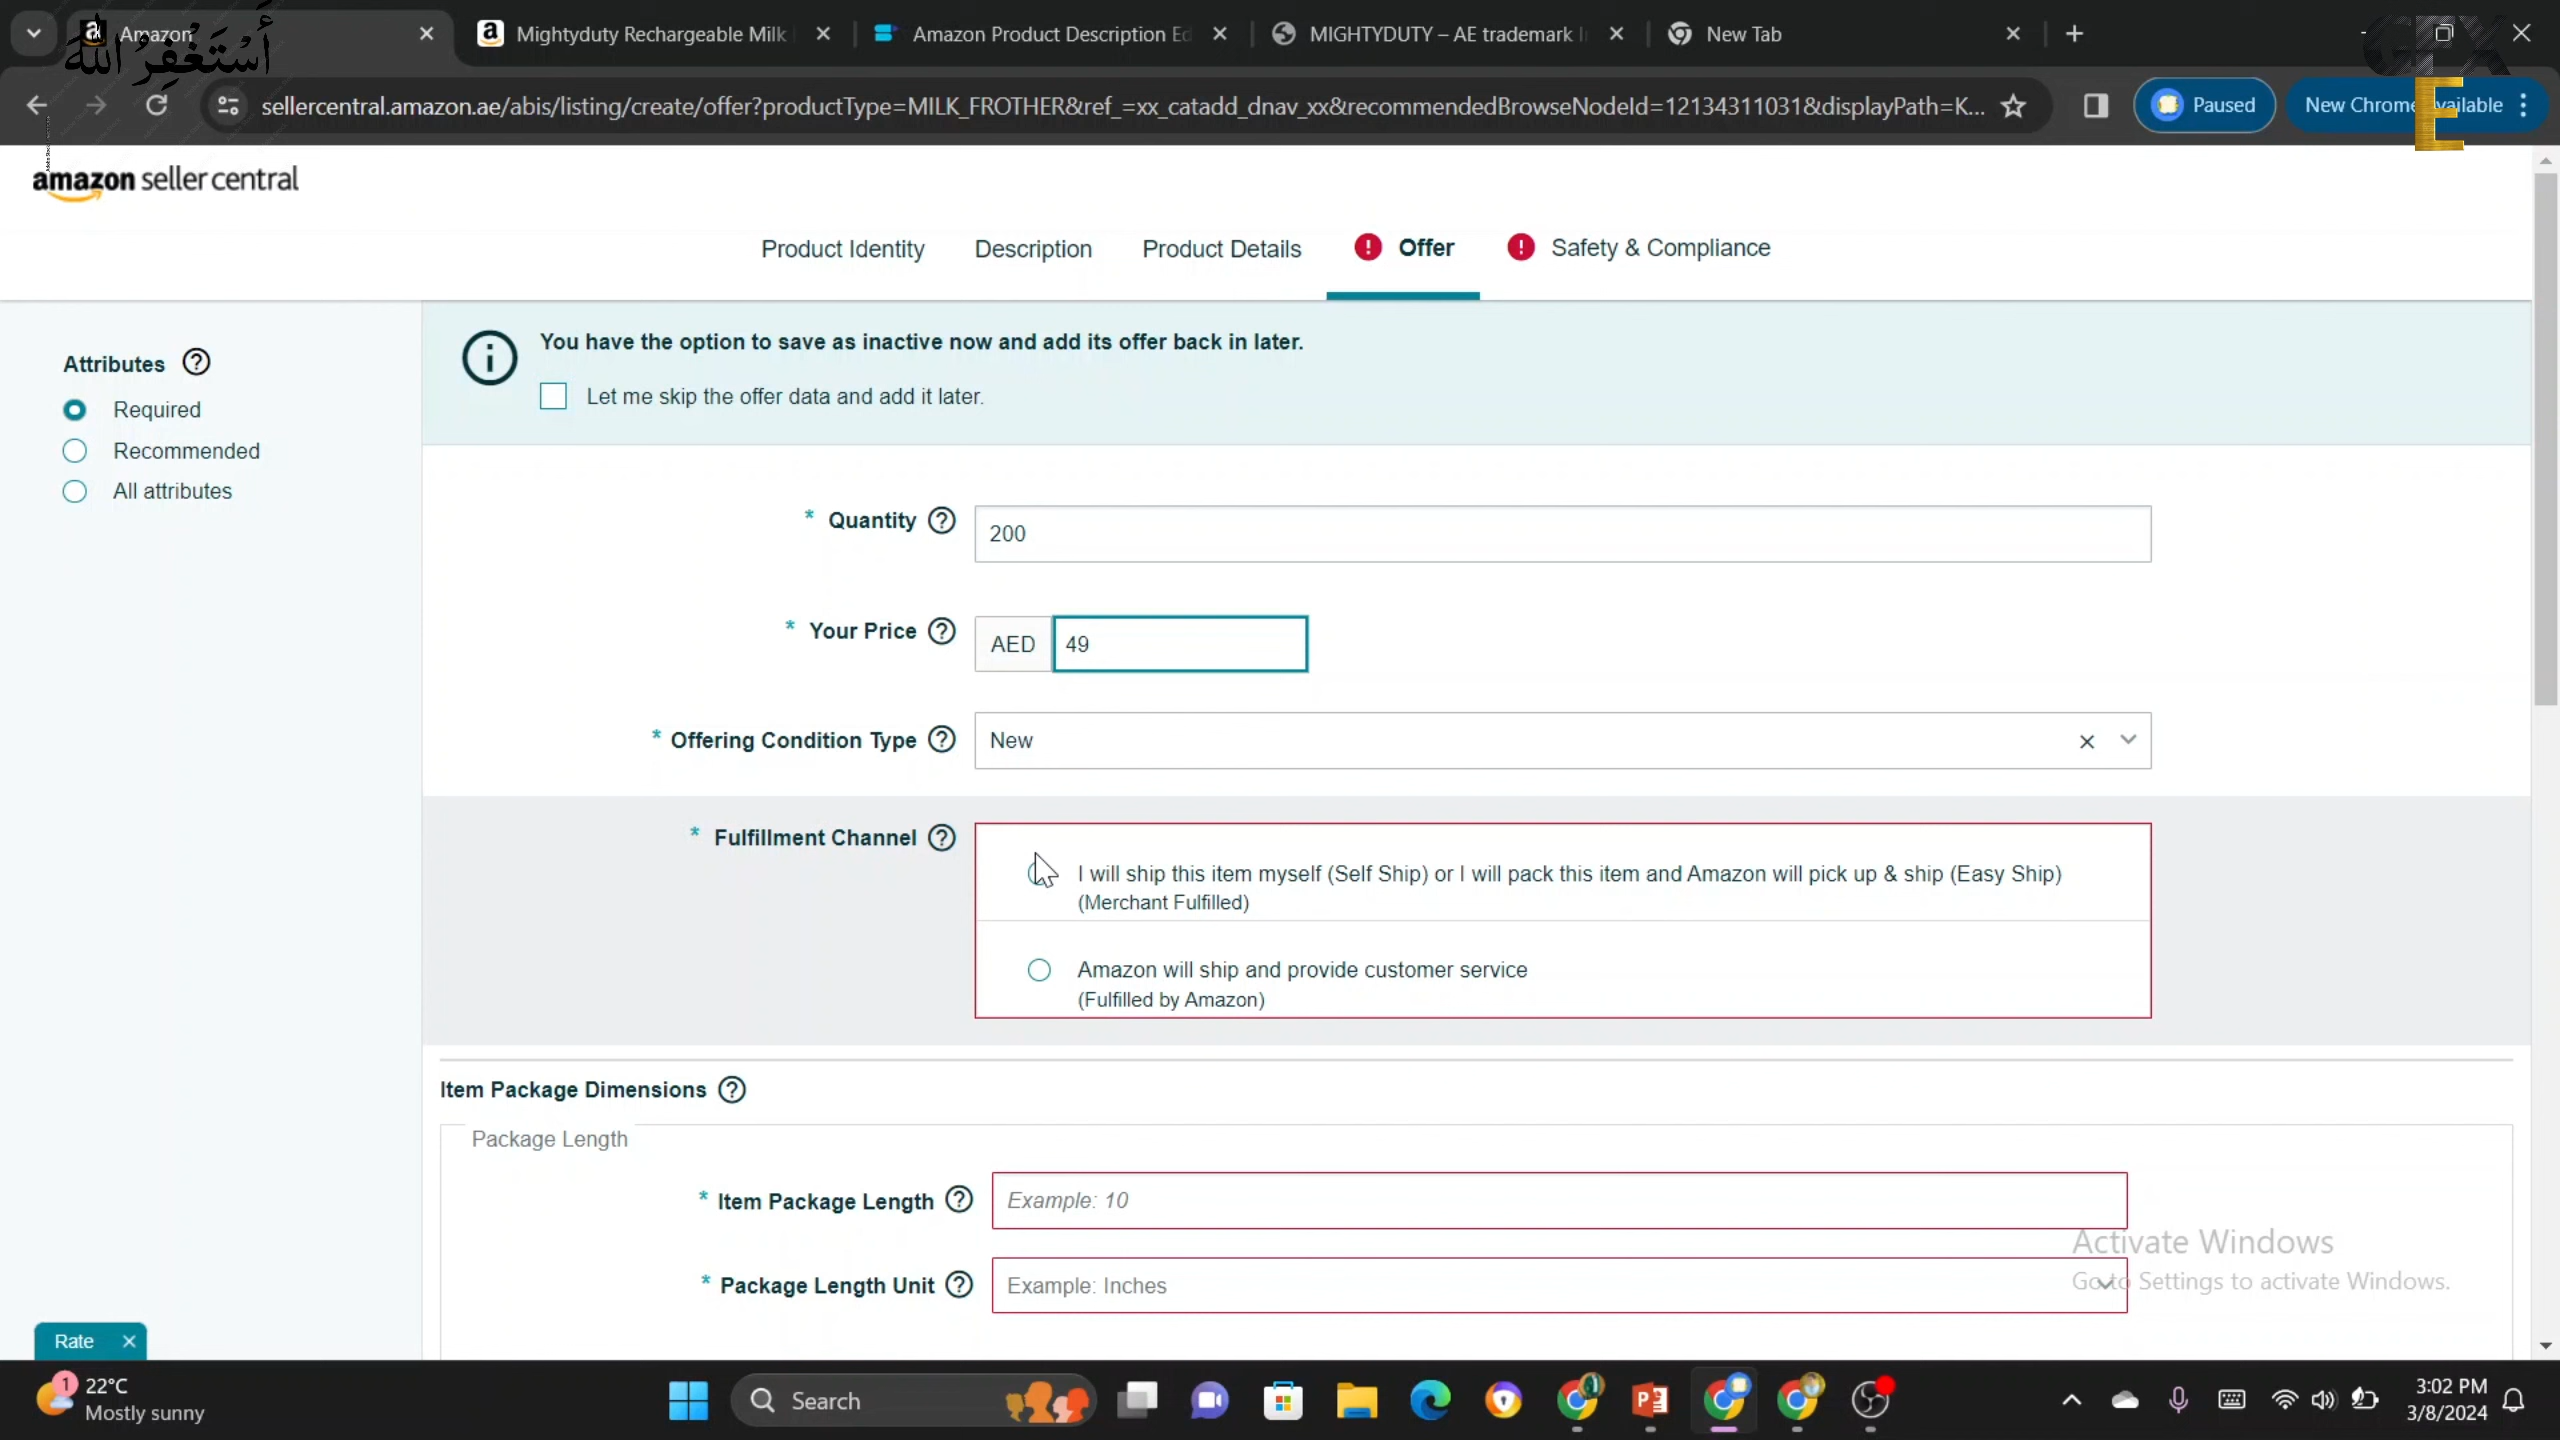 Amazon
Mightyduty Rechargeable Milk
Amazon Product Description Ed
MIGHTYDUTY – AE trademark
New Tab
أَسْتَغْفِرُ اللّٰه
sellercentral.amazon.ae/abis/listing/create/offer?productType=MILK_FROTHER&ref_=xx_catadd_dnav_xx&recommendedBrowseNodeId=12134311031&displayPath=K...
Paused
New Chrome available
E
amazon seller central
Product Identity
Description
Product Details
Offer
Safety & Compliance
Attributes
Required
Recommended
All attributes
You have the option to save as inactive now and add its offer back in later.
Let me skip the offer data and add it later.
* Quantity
200
* Your Price
AED
49
* Offering Condition Type
New
* Fulfillment Channel
I will ship this item myself (Self Ship) or I will pack this item and Amazon will pick up & ship (Easy Ship)
(Merchant Fulfilled)
Amazon will ship and provide customer service
(Fulfilled by Amazon)
Item Package Dimensions
Package Length
* Item Package Length
Example: 10
* Package Length Unit
Example: Inches
Activate Windows
Go to Settings to activate Windows.
Rate
1
22°C
Mostly sunny
Search
3:02 PM
3/8/2024